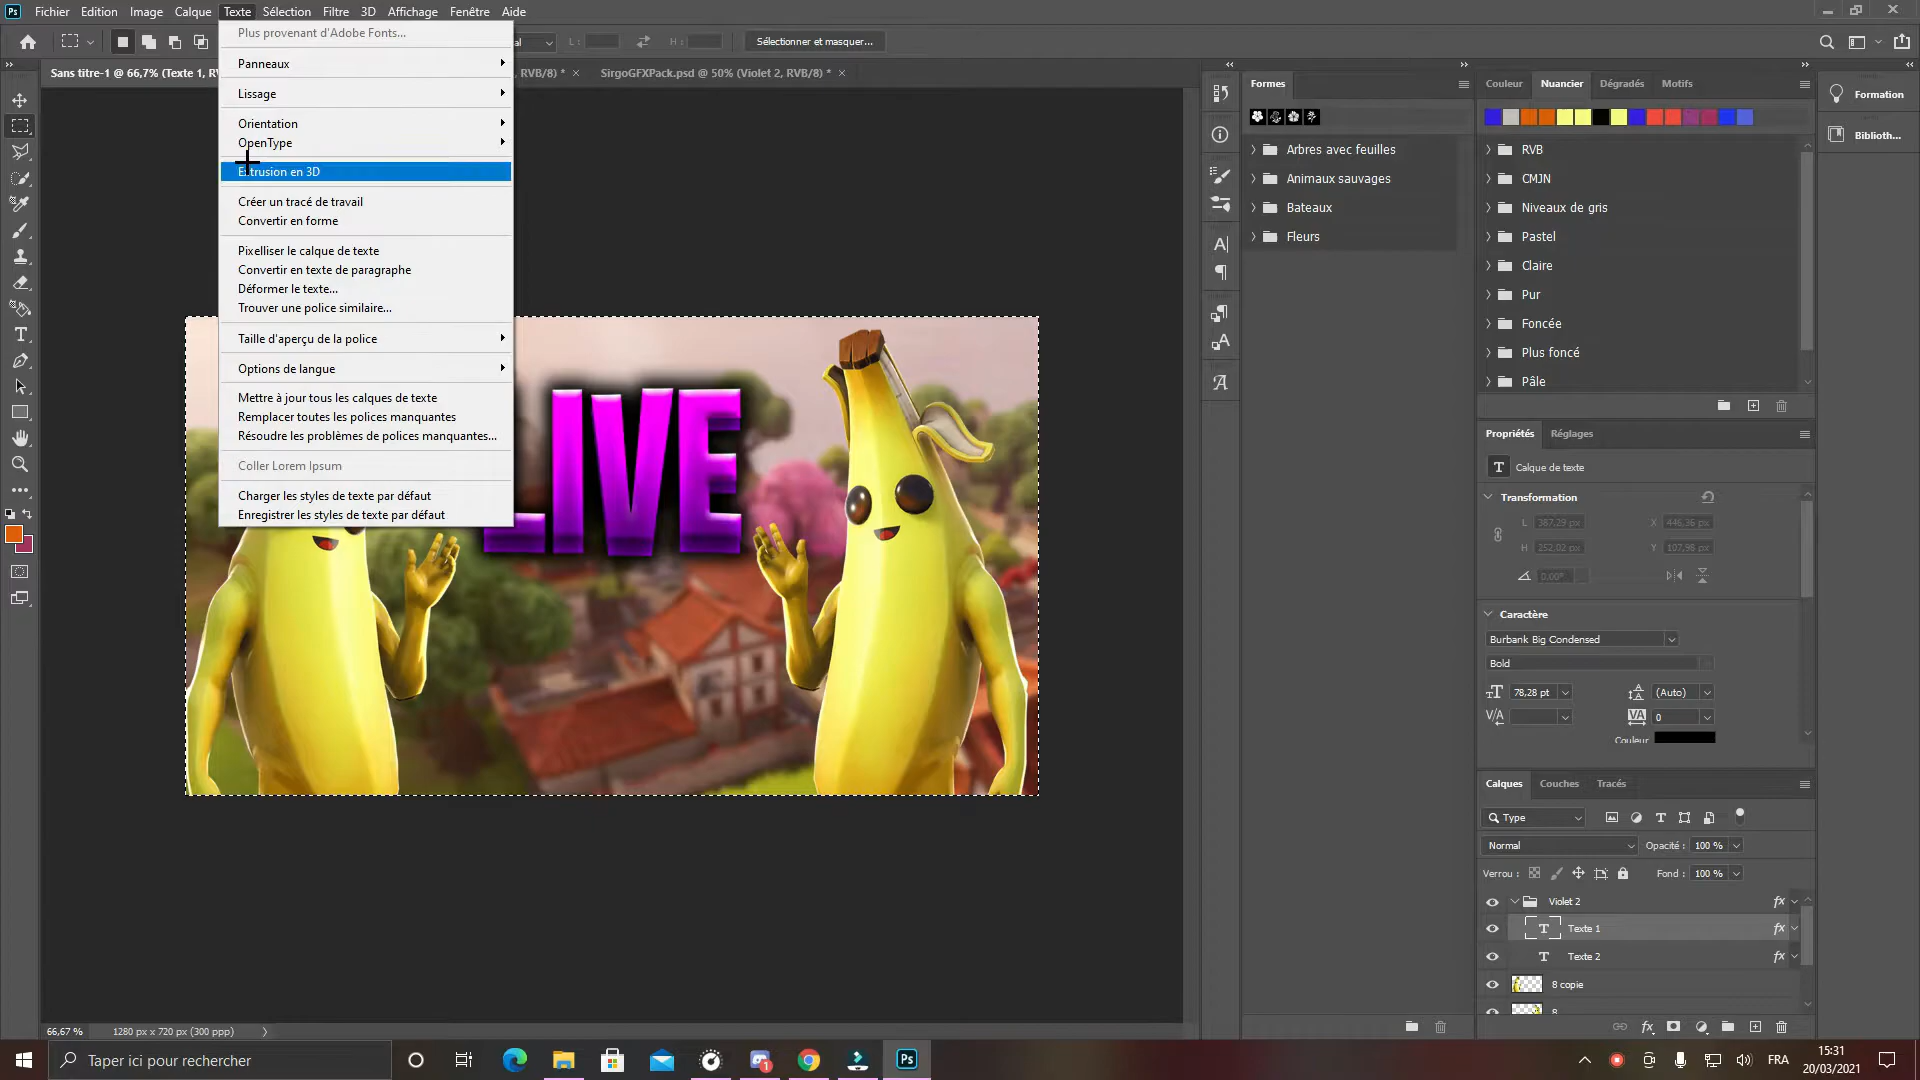 Ps Fichier Edition Image Calque Texte Sélection Filtre 3D Affichage Fenêtre Aide
L : H : Sélectionner et masquer...
Sans titre-1 @ 66,7% (Texte 1, RVB/8) * × SirgoGFXPack.psd @ 50% (Violet 2, RVB/8) * ×
Plus provenant d'Adobe Fonts...
Panneaux
Lissage
Orientation
OpenType
Extrusion en 3D
Créer un tracé de travail
Convertir en forme
Pixelliser le calque de texte
Convertir en texte de paragraphe
Déformer le texte...
Trouver une police similaire...
Taille d'aperçu de la police
Options de langue
Mettre à jour tous les calques de texte
Remplacer toutes les polices manquantes
Résoudre les problèmes de polices manquantes...
Coller Lorem Ipsum
Charger les styles de texte par défaut
Enregistrer les styles de texte par défaut
LIVE
Formes
Arbres avec feuilles
Animaux sauvages
Bateaux
Fleurs
Couleur Nuancier Dégradés Motifs
RVB
CMJN
Niveaux de gris
Pastel
Claire
Pur
Foncée
Plus foncé
Pâle
Formation
Biblioth...
Propriétés Réglages
T Calque de texte
Transformation
L 387,29 px X 446,36 px
H 252,02 px Y 107,98 px
0,00°
Caractère
Burbank Big Condensed
Bold
78,28 pt (Auto)
V/A VA 0
Couleur
Calques Couches Tracés
Type
Normal Opacité : 100 %
Verrou : Fond : 100 %
Violet 2 fx
T Texte 1 fx
T Texte 2 fx
8 copie
8
66,67 % 1280 px x 720 px (300 ppp)
Taper ici pour rechercher
Ps
FRA
15:31
20/03/2021